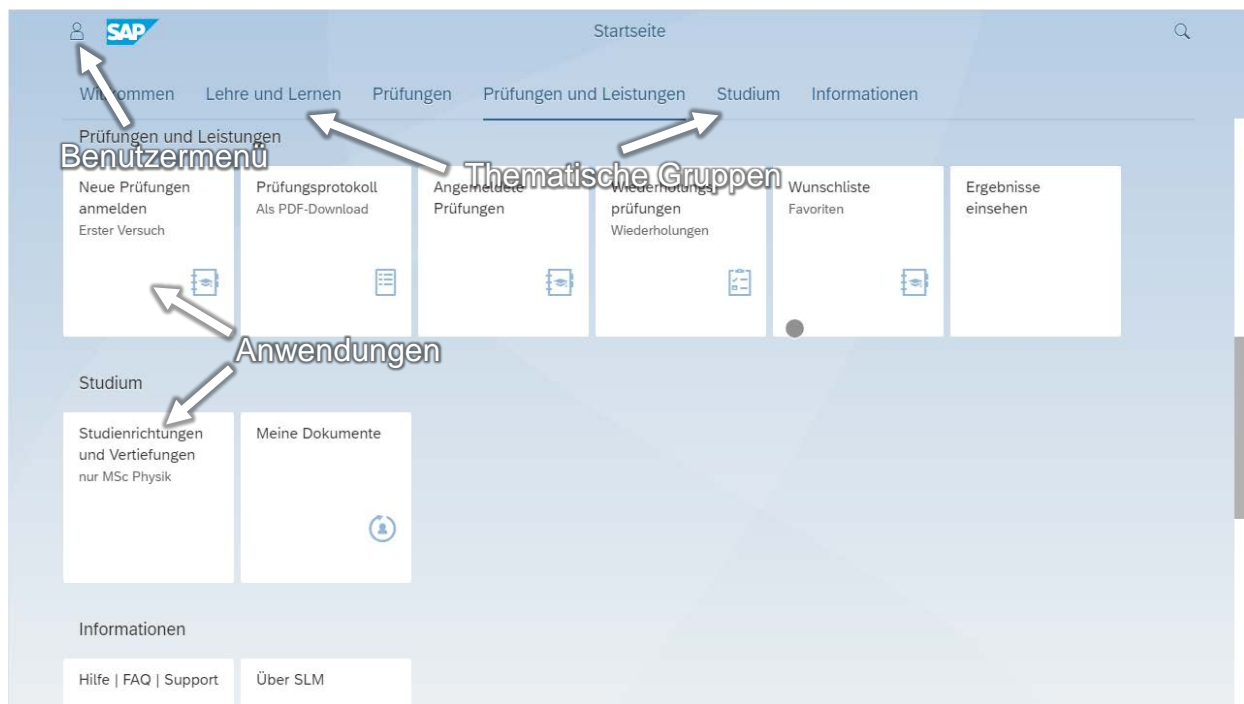 SAP
Startseite
Willkommen Lehre und Lernen Prüfungen Prüfungen und Leistungen Studium Informationen
Prüfungen und Leistungen
Benutzermenü
Thematische Gruppen
Neue Prüfungen
anmelden
Erster Versuch
Prüfungsprotokoll
Als PDF-Download
Angemeldete
Prüfungen
Wiederholungs
prüfungen
Wiederholungen
Wunschliste
Favoriten
Ergebnisse
einsehen
Anwendungen
Studium
Studienrichtungen
und Vertiefungen
nur MSc Physik
Meine Dokumente
Informationen
Hilfe | FAQ | Support
Über SLM